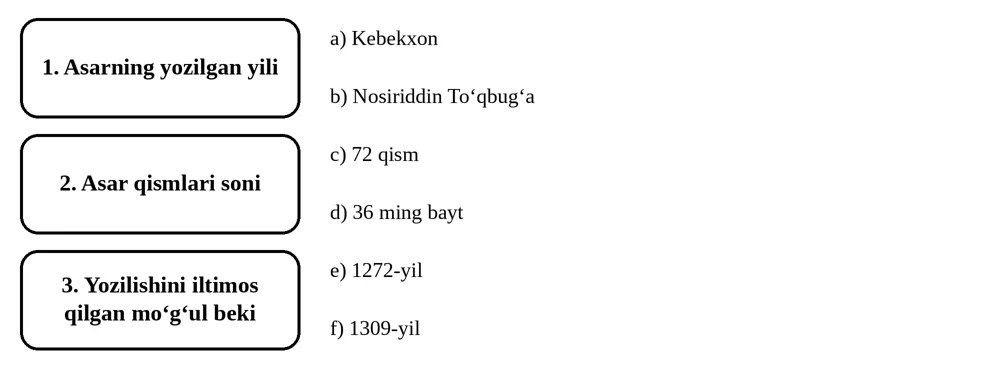 1. Asarning yozilgan yili
2. Asar qismlari soni
3. Yozilishini iltimos
qilgan mo‘g‘ul beki
a) Kebekxon
b) Nosiriddin To‘qbug‘a
c) 72 qism
d) 36 ming bayt
e) 1272-yil
f) 1309-yil